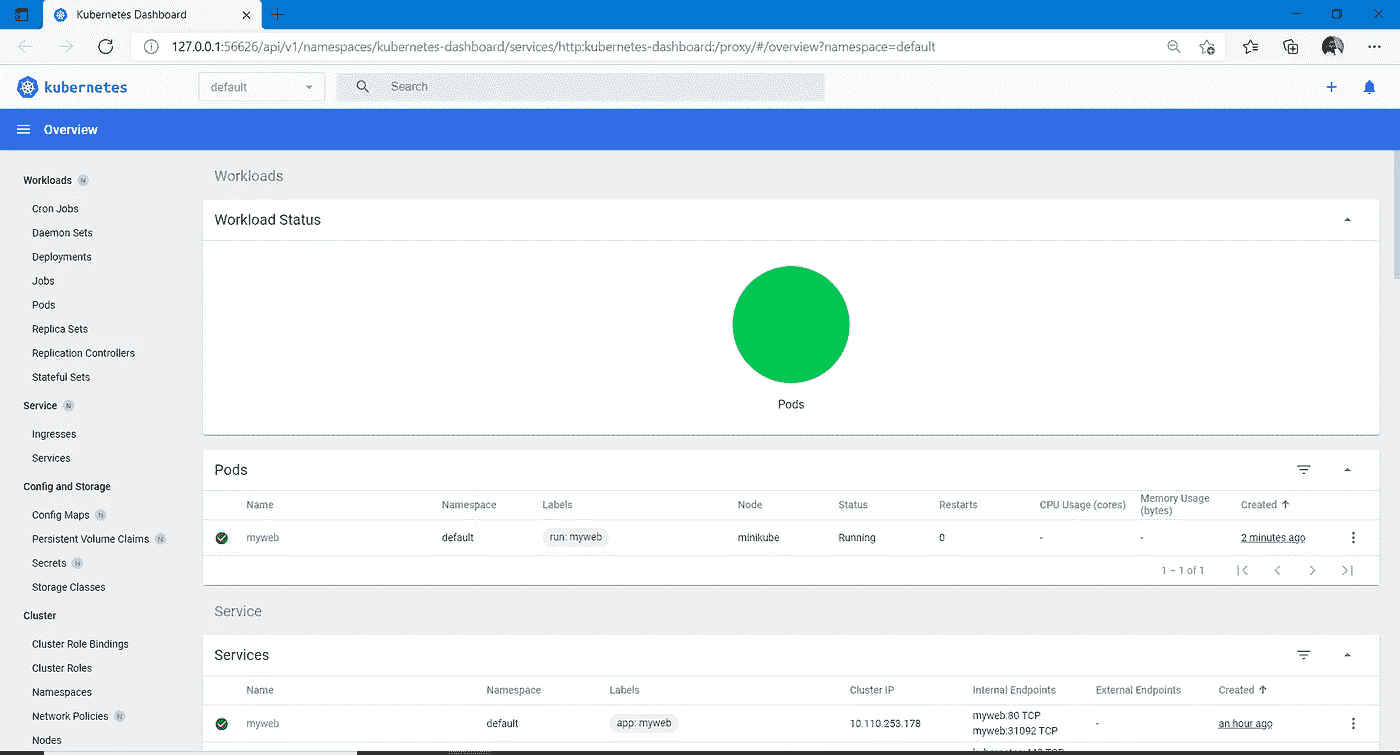 Kubernetes Dashboard
127.0.0.1:56626/api/v1/namespaces/kubernetes-dashboard/services/http:kubernetes-dashboard:/proxy/#/overview?namespace=default
kubernetes
default
Search
Overview
Workloads N
Cron Jobs
Daemon Sets
Deployments
Jobs
Pods
Replica Sets
Replication Controllers
Stateful Sets
Service N
Ingresses
Services
Config and Storage
Config Maps N
Persistent Volume Claims N
Secrets N
Storage Classes
Cluster
Cluster Role Bindings
Cluster Roles
Namespaces
Network Policies N
Nodes
Workloads
Workload Status
Pods
Pods
Name Namespace Labels Node Status Restarts CPU Usage (cores) Memory Usage (bytes) Created
myweb default run: myweb minikube Running 0 - - 2 minutes ago
1 – 1 of 1
Service
Services
Name Namespace Labels Cluster IP Internal Endpoints External Endpoints Created
myweb default app: myweb 10.110.253.178 myweb:80 TCP - an hour ago
myweb:31092 TCP